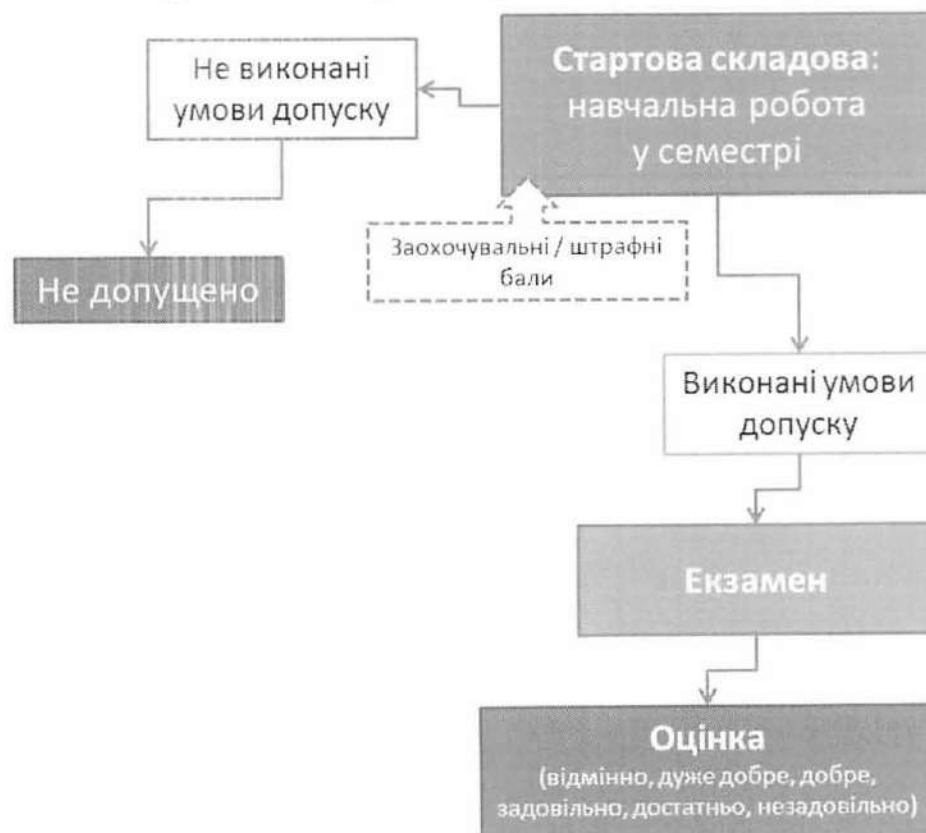 Стартова складова:
навчальна робота
у семестрі
Не виконані
умови допуску
Заохочувальні / штрафні
бали
Не допущено
Виконані умови
допуску
Екзамен
Оцінка
(відмінно, дуже добре, добре,
задовільно, достатньо, незадовільно)